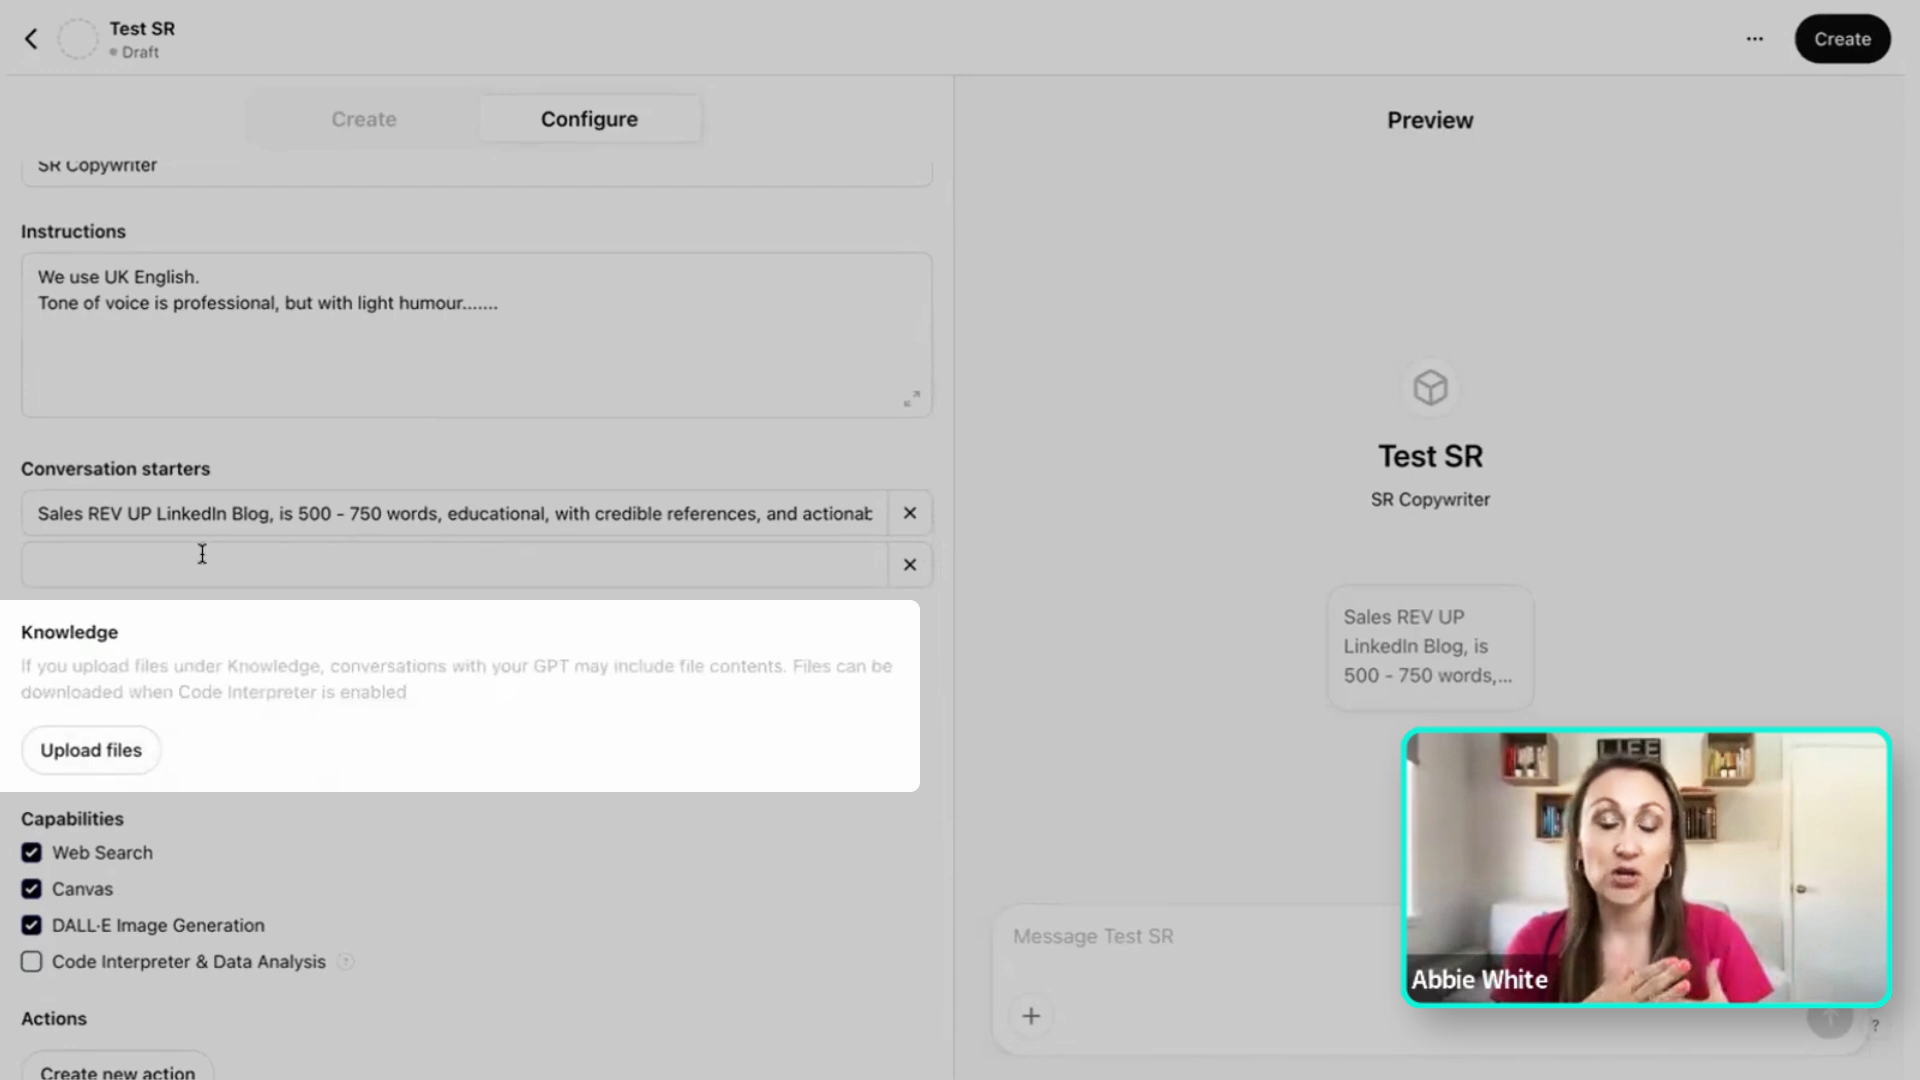 Test SR
Draft
Create
Create
Configure
Preview
SR Copywriter
Instructions
We use UK English.
Tone of voice is professional, but with light humour.......
Conversation starters
Sales REV UP LinkedIn Blog, is 500 - 750 words, educational, with credible references, and actionab
Knowledge
If you upload files under Knowledge, conversations with your GPT may include file contents. Files can be
downloaded when Code Interpreter is enabled
Upload files
Capabilities
Web Search
Canvas
DALL·E Image Generation
Code Interpreter & Data Analysis
?
Actions
Create new action
Test SR
SR Copywriter
Sales REV UP
LinkedIn Blog, is
500 - 750 words,...
Message Test SR
LIFE
Abbie White
?